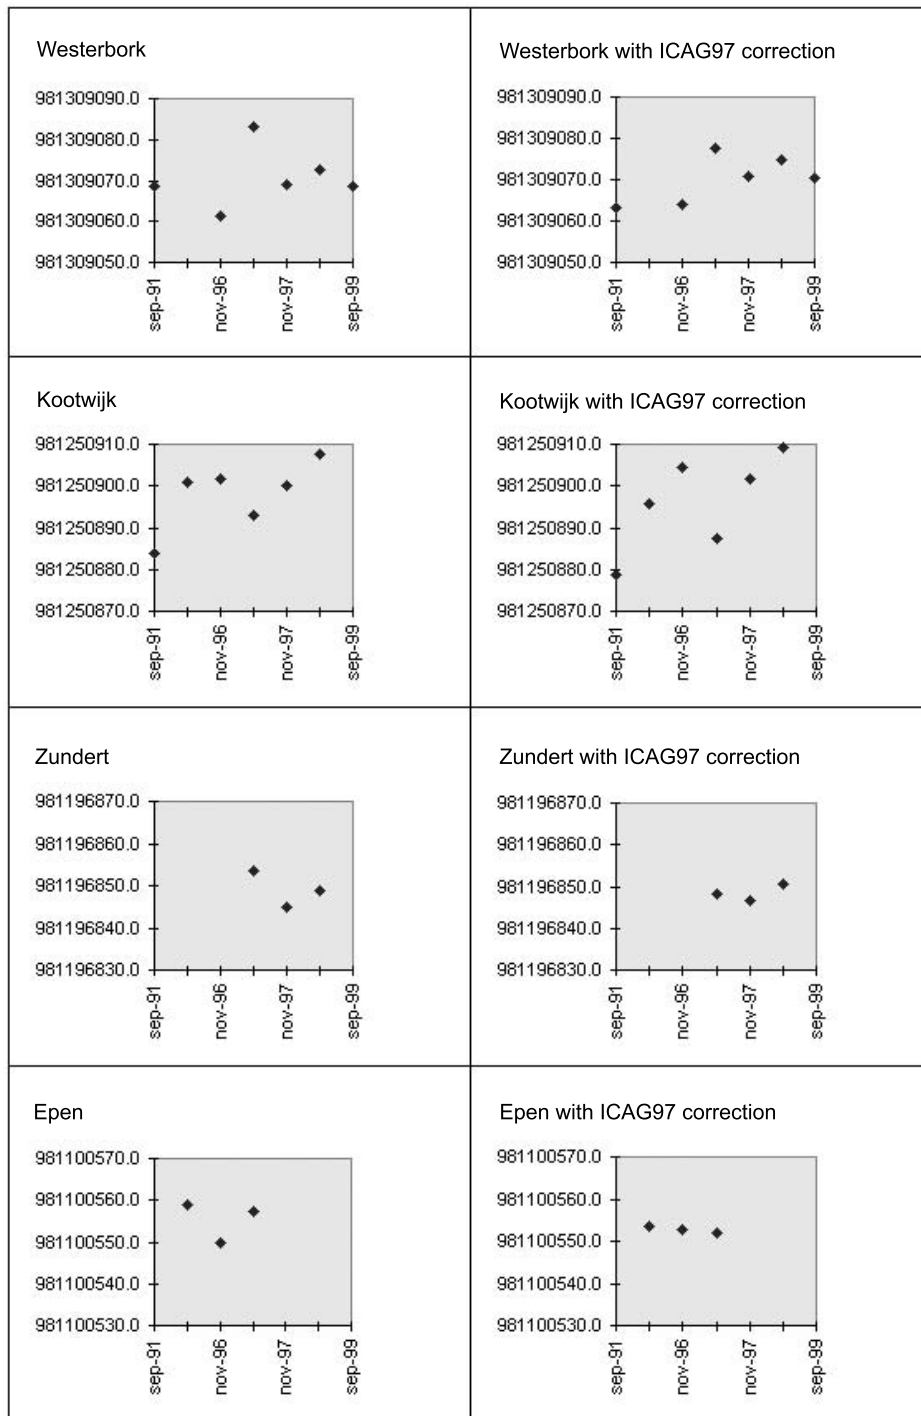 Westerbork
981309090.0
981309080.0
981309070.0
981309060.0
981309050.0
sep-91
nov-96
nov-97
sep-99
Westerbork with ICAG97 correction
981309090.0
981309080.0
981309070.0
981309060.0
981309050.0
sep-91
nov-96
nov-97
sep-99
Kootwijk
981250910.0
981250900.0
981250890.0
981250880.0
981250870.0
sep-91
nov-96
nov-97
sep-99
Kootwijk with ICAG97 correction
981250910.0
981250900.0
981250890.0
981250880.0
981250870.0
sep-91
nov-96
nov-97
sep-99
Zundert
981196870.0
981196860.0
981196850.0
981196840.0
981196830.0
sep-91
nov-96
nov-97
sep-99
Zundert with ICAG97 correction
981196870.0
981196860.0
981196850.0
981196840.0
981196830.0
sep-91
nov-96
nov-97
sep-99
Epen
981100570.0
981100560.0
981100550.0
981100540.0
981100530.0
sep-91
nov-96
nov-97
sep-99
Epen with ICAG97 correction
981100570.0
981100560.0
981100550.0
981100540.0
981100530.0
sep-91
nov-96
nov-97
sep-99